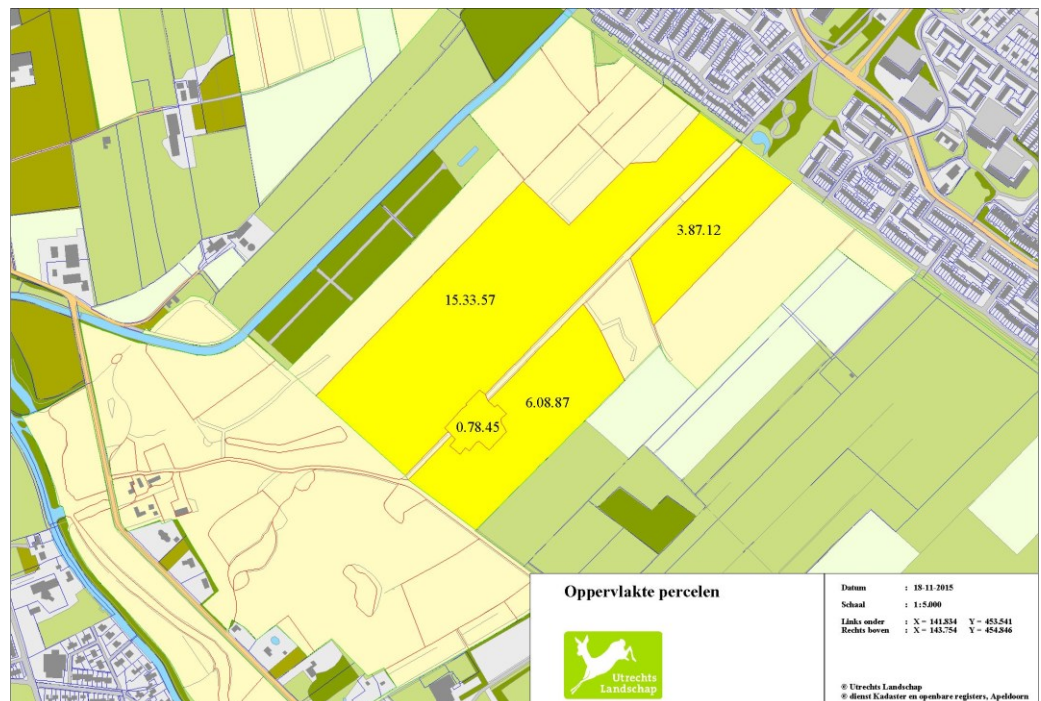 3.87.12
15.33.57
6.08.87
0.78.45
Oppervlakte percelen
Utrechts
Landschap
Datum : 18-11-2015
Schaal : 1:5.000
Links onder : X = 141.834 Y = 453.541
Rechts boven : X = 143.754 Y = 454.846
© Utrechts Landschap
© dienst Kadaster en openbare registers, Apeldoorn